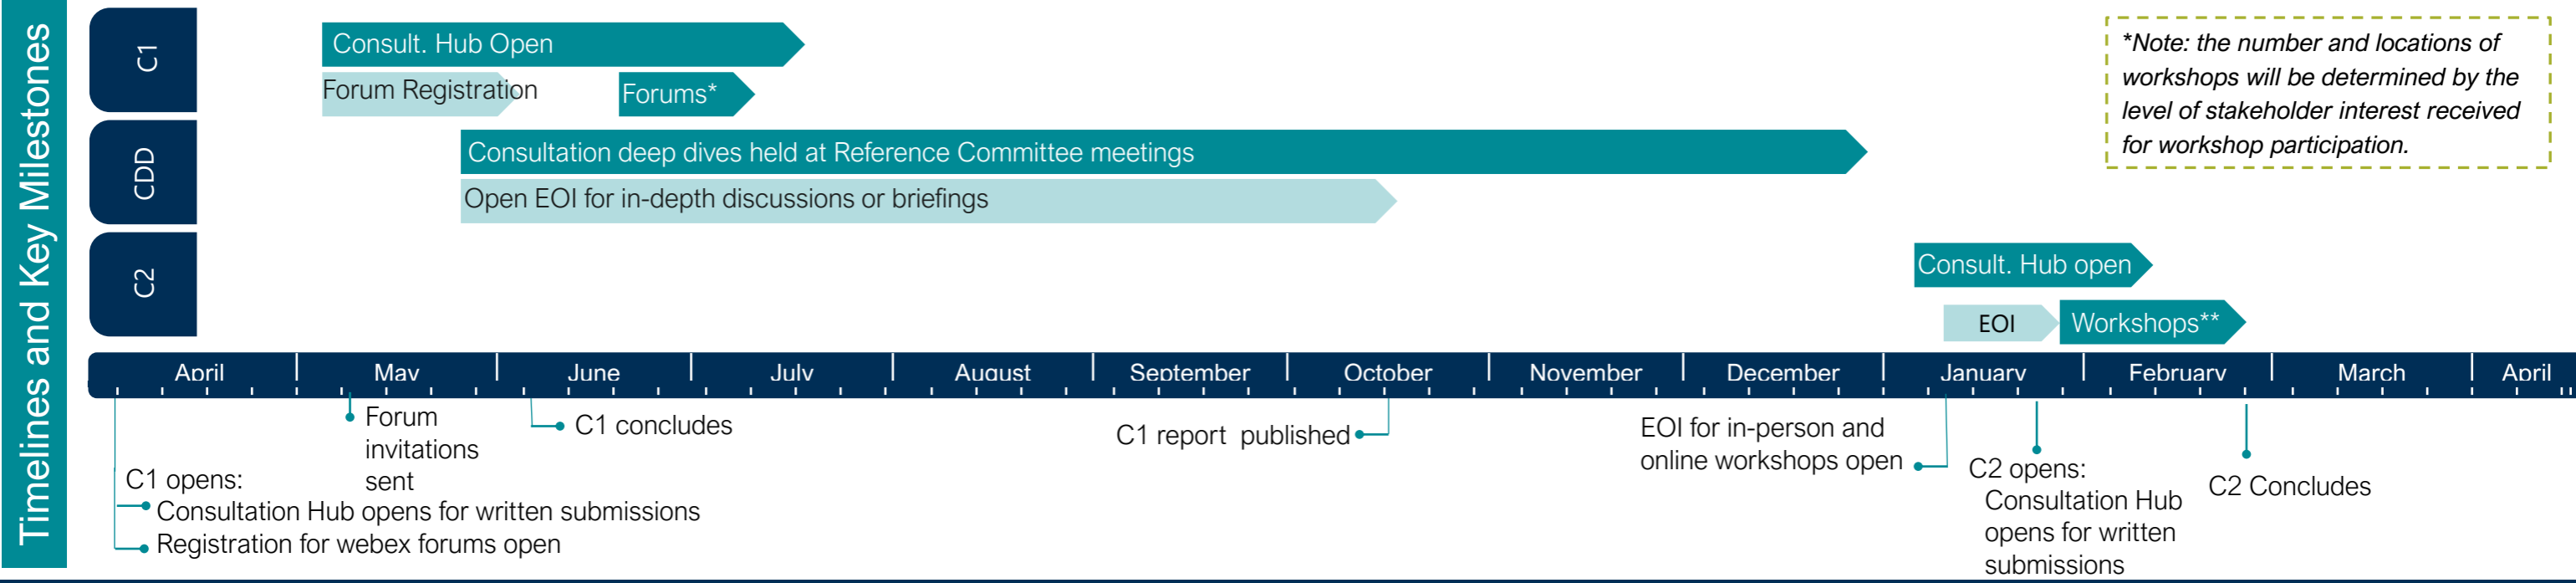 Timelines and Key Milestones
C1
Consult. Hub Open
Forum Registration
Forums*
*Note: the number and locations of
workshops will be determined by the
level of stakeholder interest received
for workshop participation.
CDD
Consultation deep dives held at Reference Committee meetings
Open EOI for in-depth discussions or briefings
C2
Consult. Hub open
EOI
Workshops**
April May June July August September October November December January February March April
Forum
invitations
sent
C1 concludes
C1 report published
EOI for in-person and
online workshops open
C1 opens:
Consultation Hub opens for written submissions
Registration for webex forums open
C2 opens:
Consultation Hub
opens for written
submissions
C2 Concludes